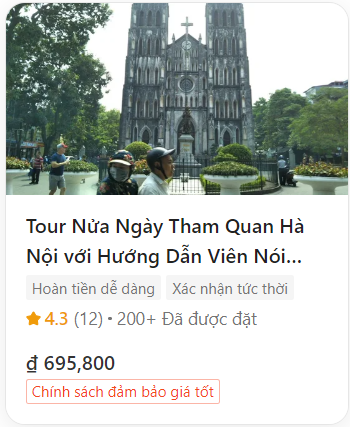 Tour Nửa Ngày Tham Quan Hà
Nội với Hướng Dẫn Viên Nói...
Hoàn tiền dễ dàng Xác nhận tức thời
4.3 (12) • 200+ Đã được đặt
₫ 695,800
Chính sách đảm bảo giá tốt